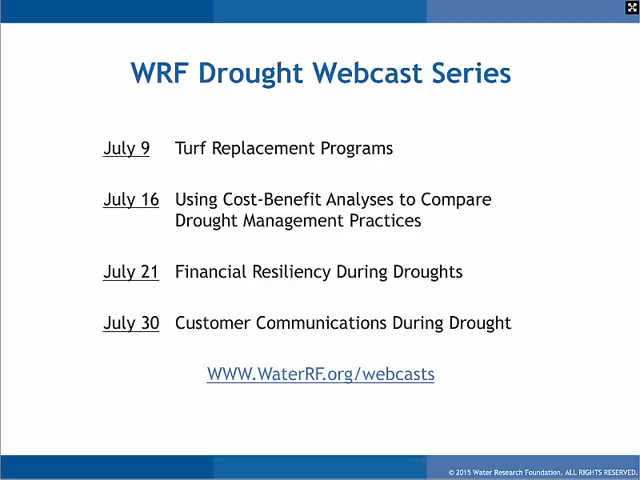 WRF Drought Webcast Series
July 9 Turf Replacement Programs
July 16 Using Cost-Benefit Analyses to Compare
Drought Management Practices
July 21 Financial Resiliency During Droughts
July 30 Customer Communications During Drought
WWW.WaterRF.org/webcasts
© 2015 Water Research Foundation. ALL RIGHTS RESERVED.